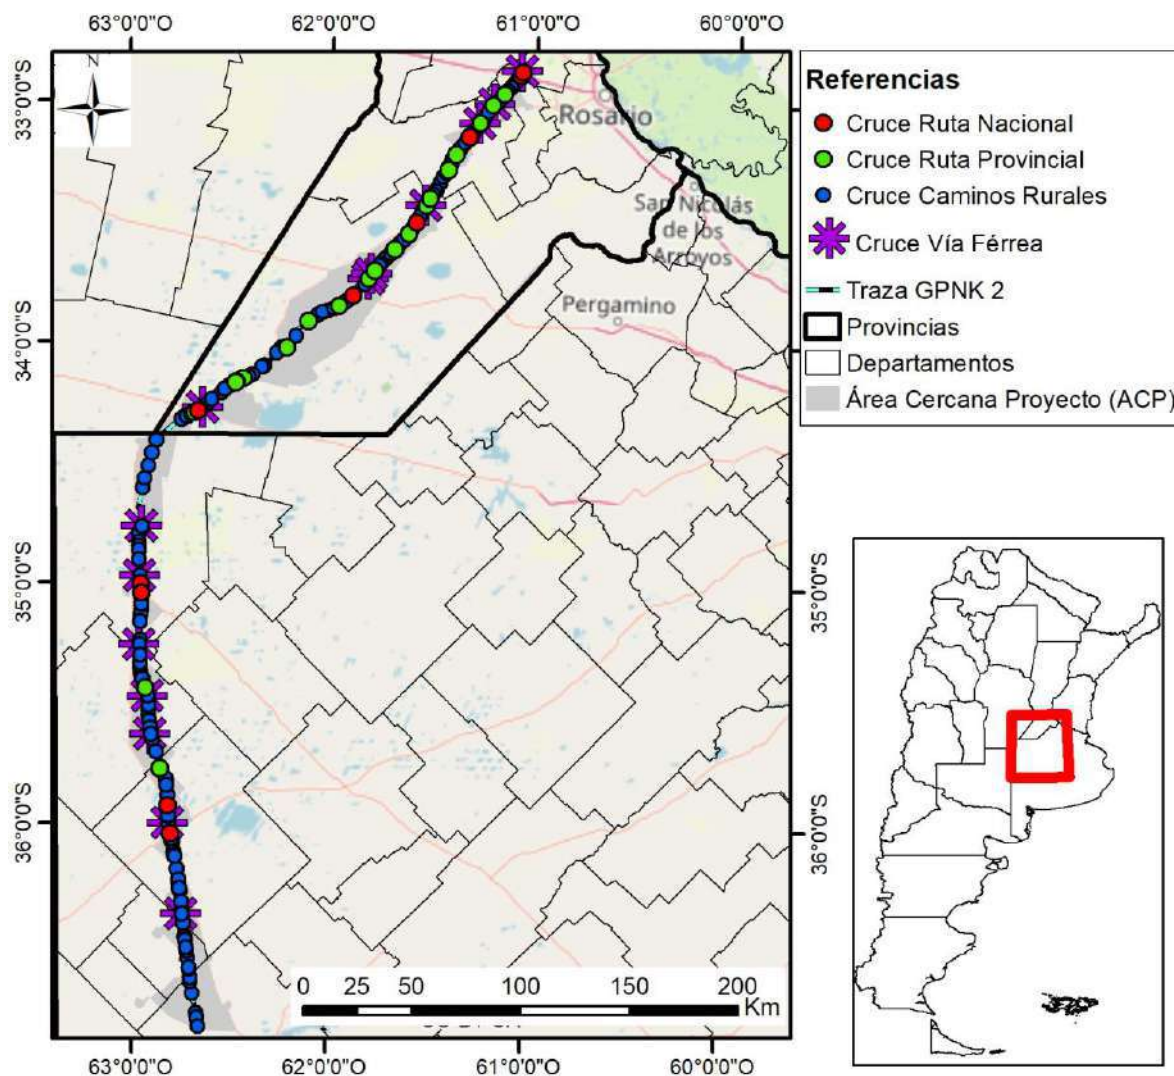 63°0'0"O 62°0'0"O 61°0'0"O 60°0'0"O
33°0'0"S
34°0'0"S
35°0'0"S
36°0'0"S
N
Rosario
San Nicolás
de los
Arroyos
Pergamino
0 25 50 100 150 200
Km
35°0'0"S
36°0'0"S
63°0'0"O 62°0'0"O 61°0'0"O 60°0'0"O
Referencias
Cruce Ruta Nacional
Cruce Ruta Provincial
Cruce Caminos Rurales
Cruce Vía Férrea
Traza GPNK 2
Provincias
Departamentos
Área Cercana Proyecto (ACP)